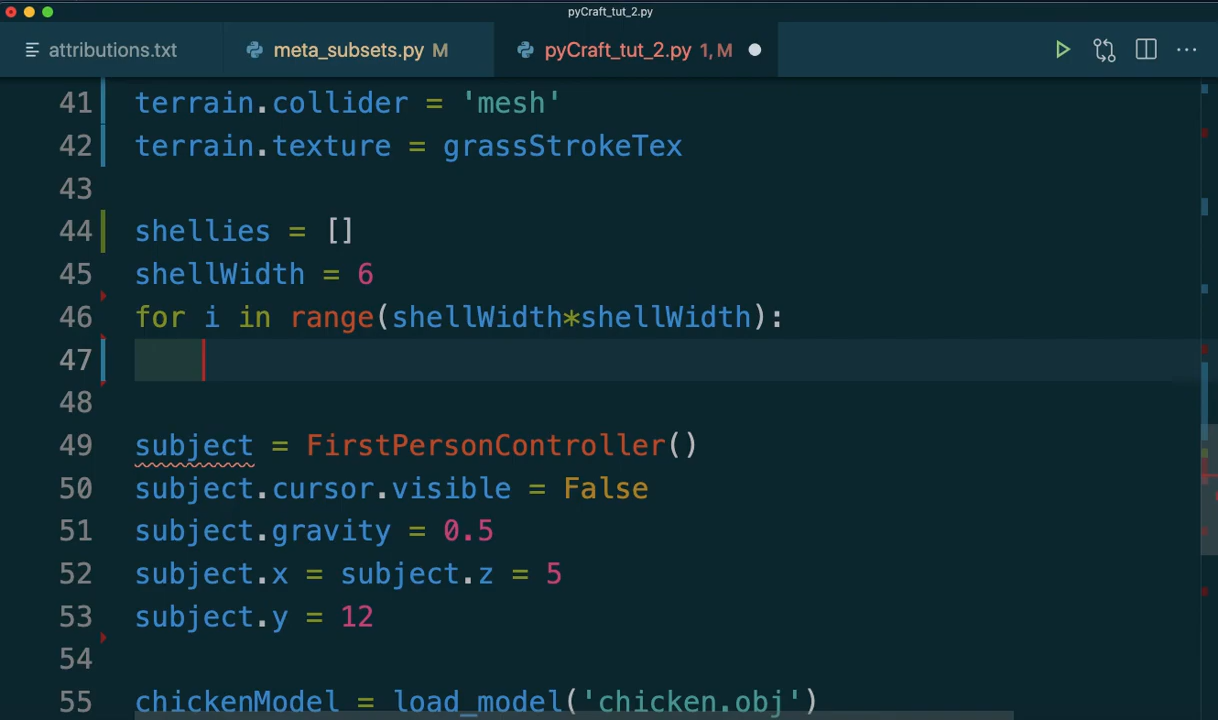 pyCraft_tut_2.py
attributions.txt meta_subsets.py M pyCraft_tut_2.py 1, M
41 terrain.collider = 'mesh'
42 terrain.texture = grassStrokeTex
43
44 shellies = []
45 shellWidth = 6
46 for i in range(shellWidth*shellWidth):
47
48
49 subject = FirstPersonController()
50 subject.cursor.visible = False
51 subject.gravity = 0.5
52 subject.x = subject.z = 5
53 subject.y = 12
54
55 chickenModel = load_model('chicken.obj')